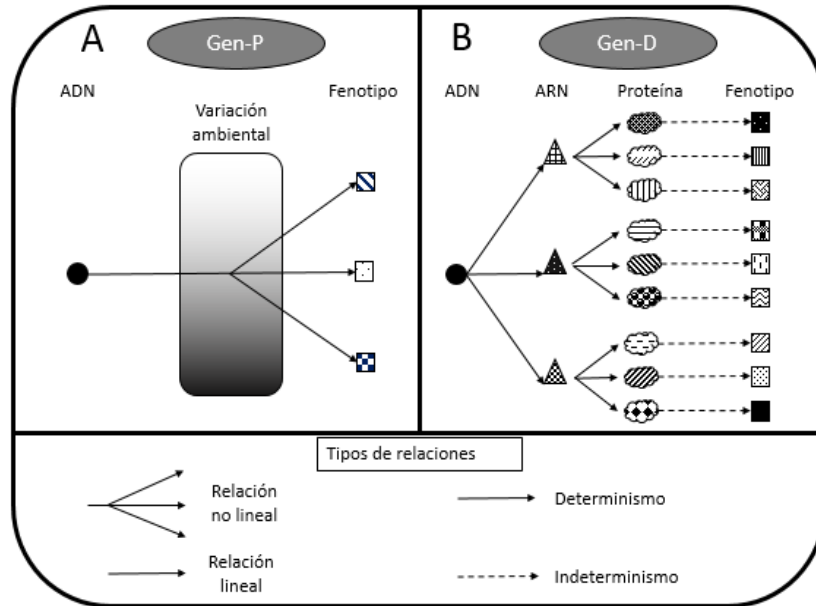 A
Gen-P
ADN
Fenotipo
Variación
ambiental
B
Gen-D
ADN
ARN
Proteína
Fenotipo
Tipos de relaciones
Relación
no lineal
Determinismo
Relación
lineal
Indeterminismo